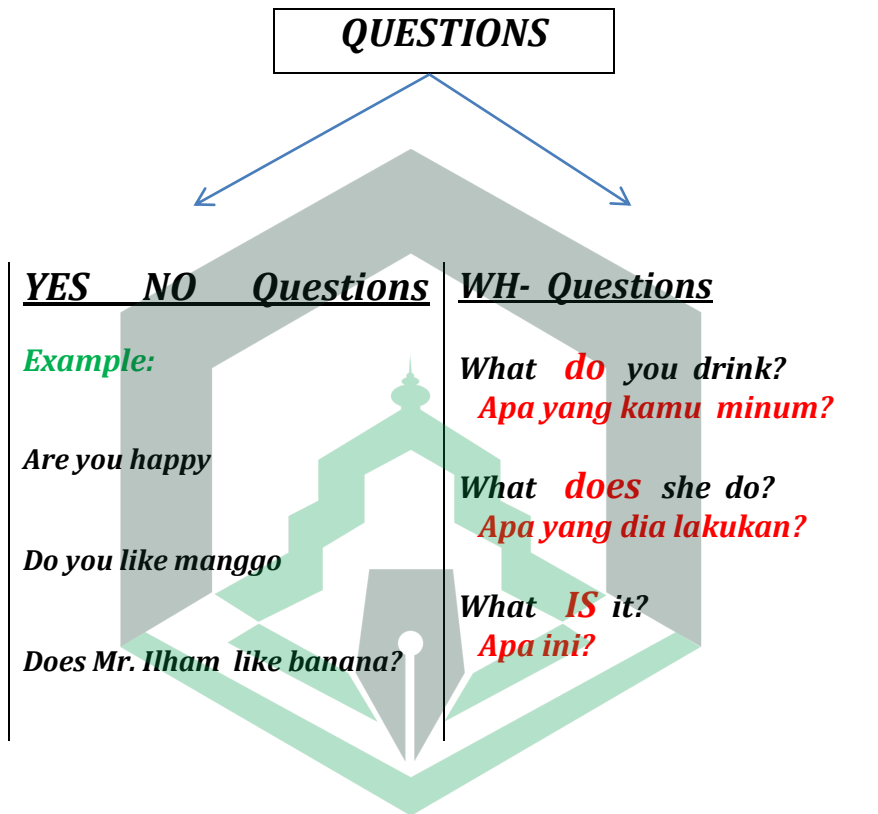 QUESTIONS
YES NO Questions
Example:
Are you happy
Do you like manggo
Does Mr. Ilham like banana?
WH- Questions
What do you drink?
Apa yang kamu minum?
What does she do?
Apa yang dia lakukan?
What IS it?
Apa ini?